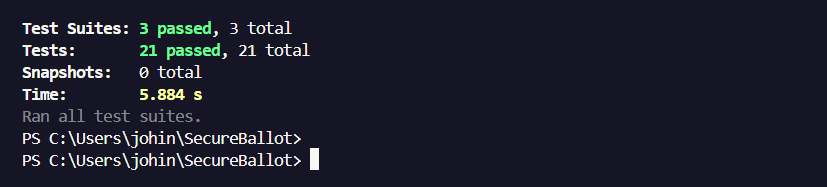 Test Suites: 3 passed, 3 total
Tests:       21 passed, 21 total
Snapshots:   0 total
Time:        5.884 s
Ran all test suites.
PS C:\Users\johin\SecureBallot>
PS C:\Users\johin\SecureBallot>